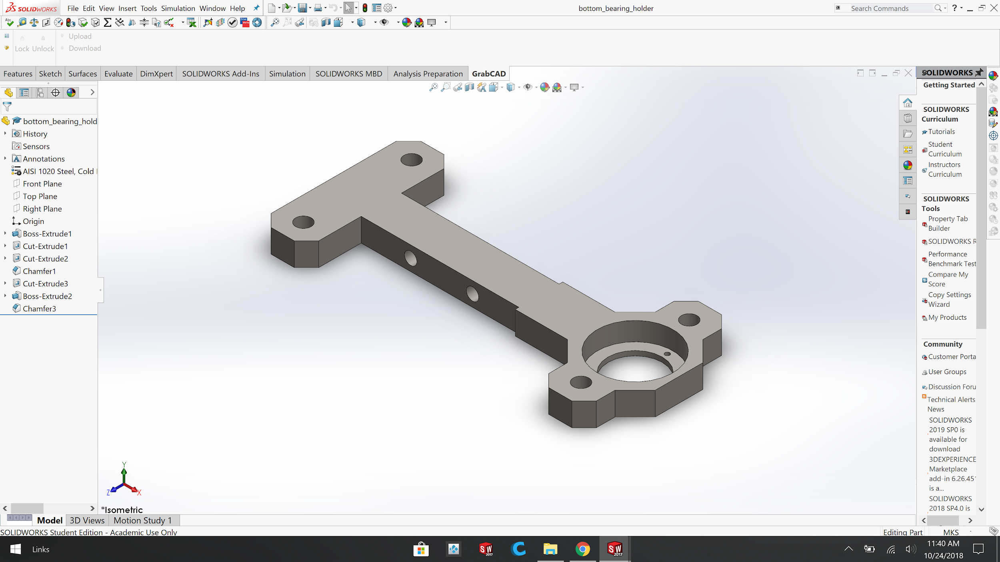 SOLIDWORKS
File Edit View Insert Tools Simulation Window Help
bottom_bearing_holder
Search Commands
?
Abc
Drive Works
Lock Unlock
Upload
Download
Features Sketch Surfaces Evaluate DimXpert SOLIDWORKS Add-Ins Simulation SOLIDWORKS MBD Analysis Preparation GrabCAD
bottom_bearing_hold
History
Sensors
Annotations
AISI 1020 Steel, Cold
Front Plane
Top Plane
Right Plane
Origin
Boss-Extrude1
Cut-Extrude1
Cut-Extrude2
Chamfer1
Cut-Extrude3
Boss-Extrude2
Chamfer3
Y
Z
X
*Isometric
SOLIDWORKS
Getting Started
SOLIDWORKS
Curriculum
Tutorials
Student
Curriculum
Instructors
Curriculum
SOLIDWORKS
Tools
Property Tab
Builder
SOLIDWORKS R
Performance
Benchmark Test
Compare My
Score
Copy Settings
Wizard
My Products
Community
Customer Porta
User Groups
Discussion Foru
Technical Alerts
News
SOLIDWORKS
2019 SP0 is
available for
download
3DEXPERIENCE
Marketplace
add-in 6.26.451
is a...
SOLIDWORKS
2018 SP4.0 is
Model 3D Views Motion Study 1
SOLIDWORKS Student Edition - Academic Use Only
Editing Part
MKS
Links
SW 2017
SW 2017
11:40 AM
10/24/2018